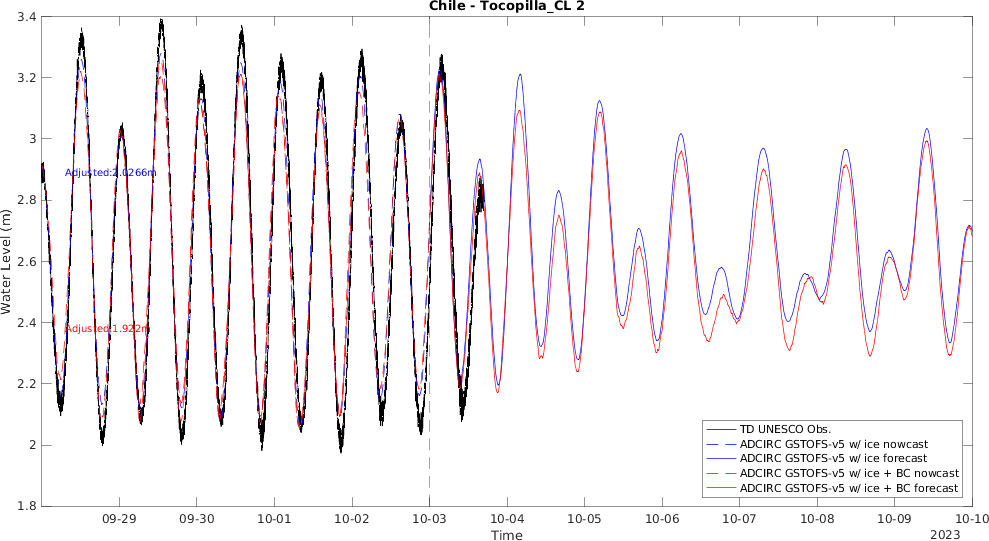 Chile - Tocopilla_CL 2
3.4
3.2
3
2.8
2.6
2.4
2.2
2
1.8
Water Level (m)
Adjusted:2.0266m
Adjusted:1.922m
TD UNESCO Obs.
ADCIRC GSTOFS-v5 w/ ice nowcast
ADCIRC GSTOFS-v5 w/ ice forecast
ADCIRC GSTOFS-v5 w/ ice + BC nowcast
ADCIRC GSTOFS-v5 w/ ice + BC forecast
09-29 09-30 10-01 10-02 10-03 10-04 10-05 10-06 10-07 10-08 10-09 10-10
Time
2023